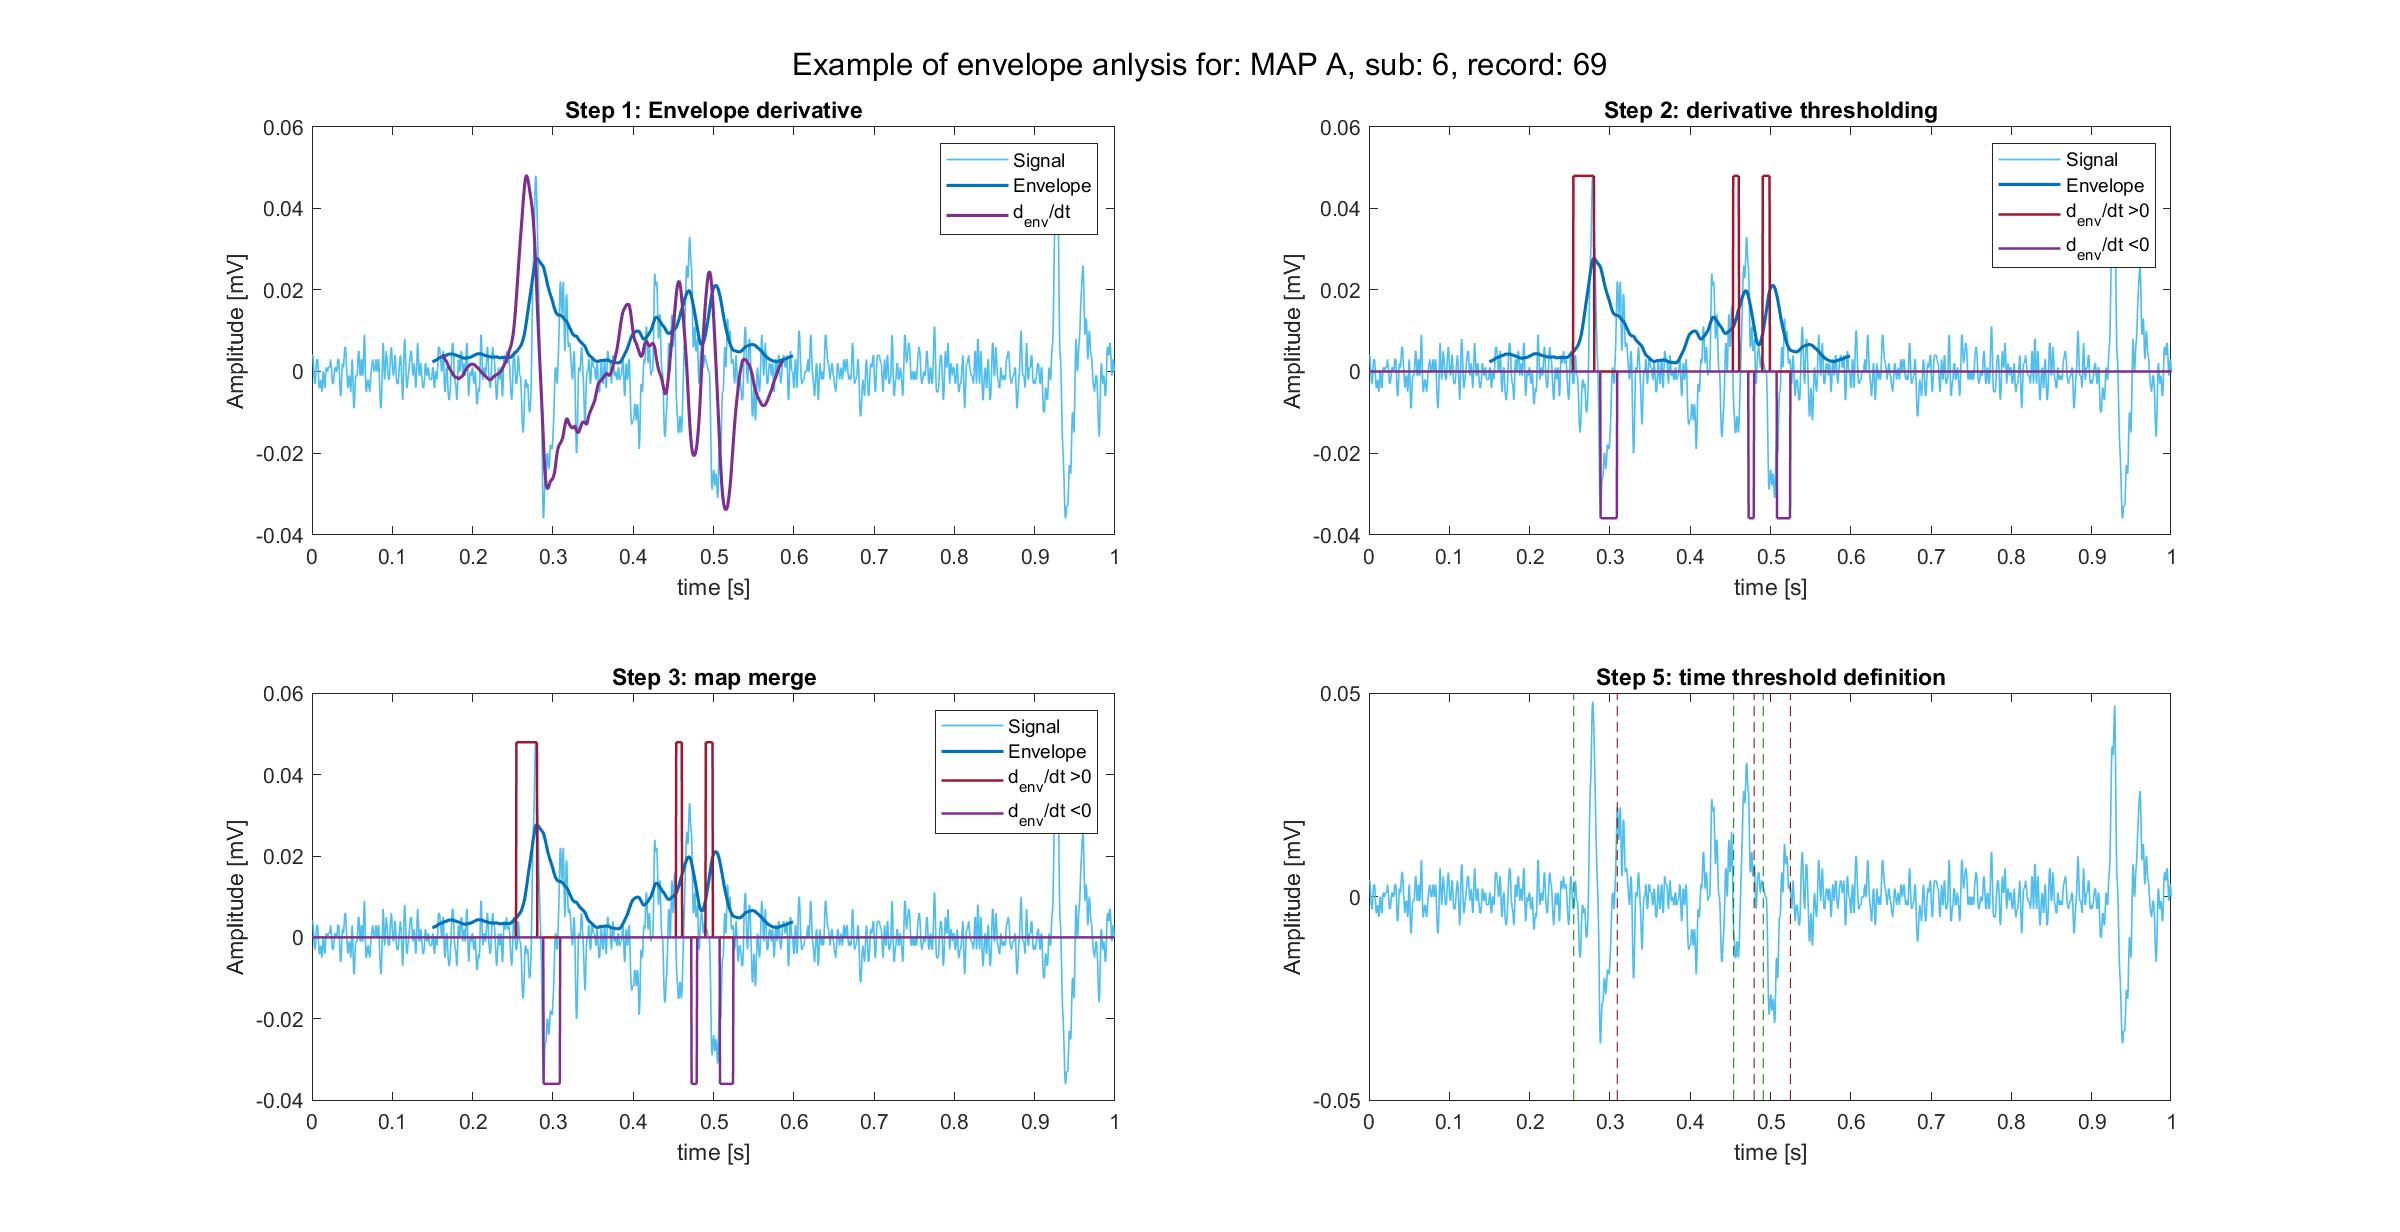 Example of envelope anlysis for: MAP A, sub: 6, record: 69
Step 1: Envelope derivative
0.06
0.04
0.02
0
-0.02
-0.04
Amplitude [mV]
0 0.1 0.2 0.3 0.4 0.5 0.6 0.7 0.8 0.9 1
time [s]
Signal
Envelope
d_env/dt
Step 2: derivative thresholding
0.06
0.04
0.02
0
-0.02
-0.04
Amplitude [mV]
0 0.1 0.2 0.3 0.4 0.5 0.6 0.7 0.8 0.9 1
time [s]
Signal
Envelope
d_env/dt >0
d_env/dt <0
Step 3: map merge
0.06
0.04
0.02
0
-0.02
-0.04
Amplitude [mV]
0 0.1 0.2 0.3 0.4 0.5 0.6 0.7 0.8 0.9 1
time [s]
Signal
Envelope
d_env/dt >0
d_env/dt <0
Step 5: time threshold definition
0.05
0
-0.05
Amplitude [mV]
0 0.1 0.2 0.3 0.4 0.5 0.6 0.7 0.8 0.9 1
time [s]